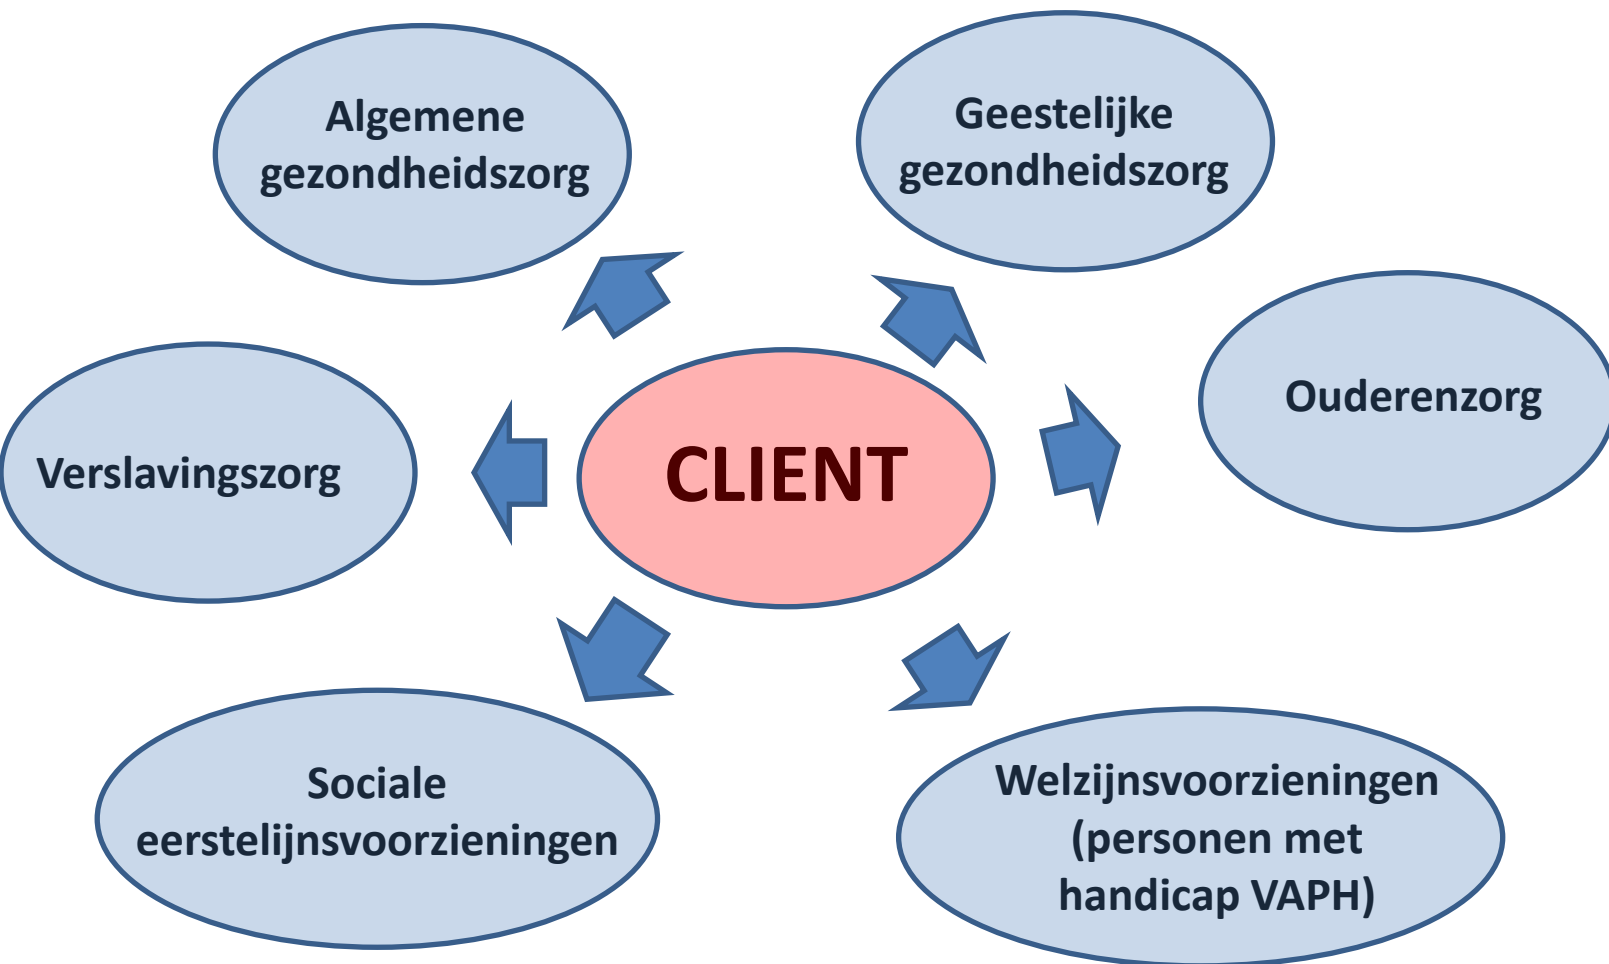 Algemene
gezondheidszorg
Geestelijke
gezondheidszorg
Ouderenzorg
Verslavingszorg
CLIENT
Sociale
eerstelijnsvoorzieningen
Welzijnsvoorzieningen
(personen met
handicap VAPH)